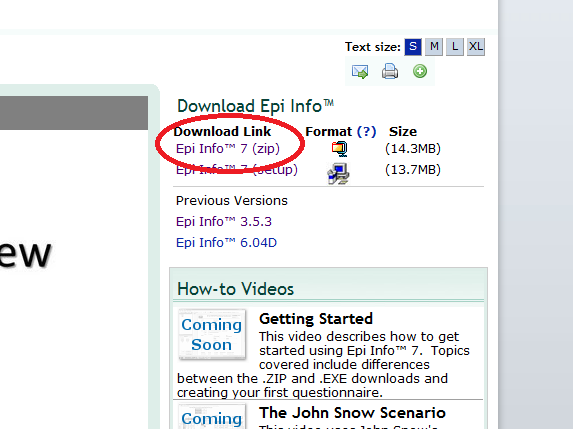 Text size: S M L XL
Download Epi Info™
Download Link Format (?) Size
Epi Info™ 7 (zip) (14.3MB)
Epi Info™ 7 (setup) (13.7MB)
Previous Versions
Epi Info™ 3.5.3
Epi Info™ 6.04D
ew
How-to Videos
Coming
Soon
Getting Started
This video describes how to get
started using Epi Info™ 7. Topics
covered include differences
between the .ZIP and .EXE downloads and
creating your first questionnaire.
Coming
The John Snow Scenario
This video uses John Snow's